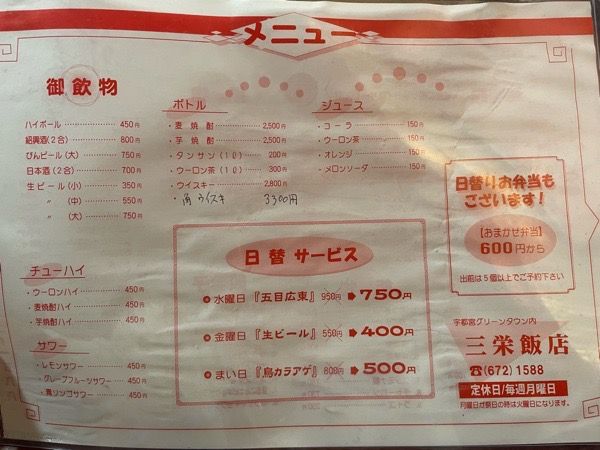 メニュー
御飲物
ハイボール 450円
紹興酒(2合) 800円
びんビール(大) 750円
日本酒(2合) 700円
生ビール(小) 350円
〃 (中) 550円
〃 (大) 750円
チューハイ
・ウーロンハイ 450円
・麦焼酎ハイ 450円
・芋焼酎ハイ 450円
サワー
・レモンサワー 450円
・グレープフルーツサワー 450円
・青リンゴサワー 450円
ボトル
・麦焼酎 2,500円
・芋焼酎 2,500円
・タンサン(1ℓ) 200円
・ウーロン茶(1ℓ) 300円
・ウイスキー 2,800円
・角ウイスキ 3300円
ジュース
・コーラ 150円
・ウーロン茶 150円
・オレンジ 150円
・メロンソーダ 150円
日替りお弁当も
ございます!
【おまかせ弁当】
600円から
出前は5個以上でご予約下さい
日替サービス
水曜日『五目広東』950円 750円
金曜日『生ビール』550円 400円
まい日『鳥カラアゲ』800円 500円
宇都宮グリーンタウン内
三栄飯店
☎(672)1588
定休日/毎週月曜日
月曜日が祭日の時は火曜日になります。